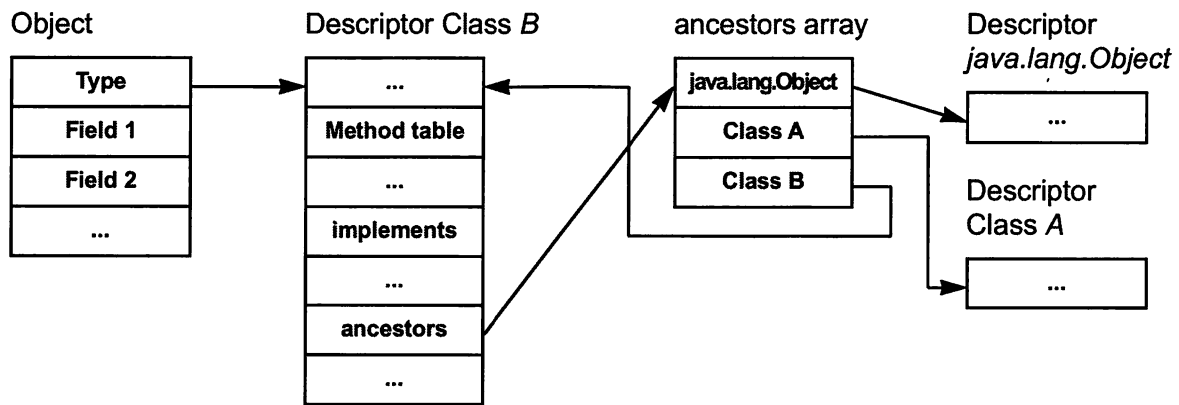 Object
Type
Field 1
Field 2
...
Descriptor Class B
...
Method table
...
implements
...
ancestors
...
ancestors array
java.lang.Object
Class A
Class B
Descriptor
java.lang.Object
...
Descriptor
Class A
...